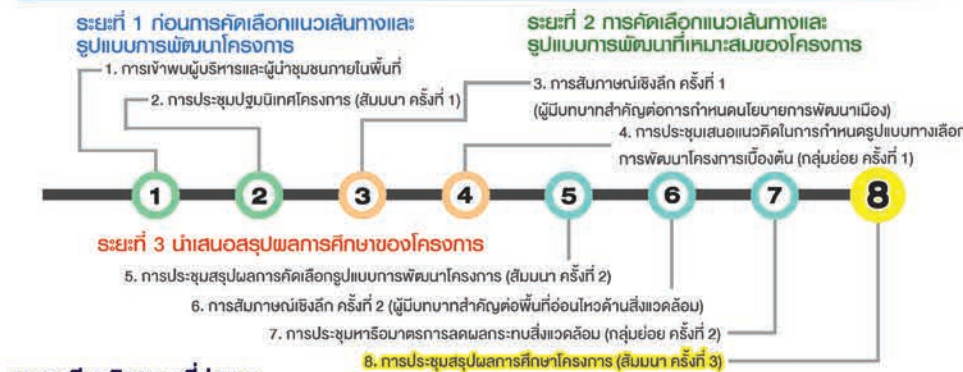 ระยะที่ 1 ก่อนการคัดเลือกแนวเส้นทางและ
รูปแบบการพัฒนาโครงการ
1. การเข้าพบผู้บริหารและผู้นำชุมชนภายในพื้นที่
2. การประชุมปฐมนิเทศโครงการ (สัมมนา ครั้งที่ 1)
ระยะที่ 2 การคัดเลือกแนวเส้นทางและ
รูปแบบการพัฒนาที่เหมาะสมของโครงการ
3. การสัมภาษณ์เชิงลึก ครั้งที่ 1
(ผู้มีบทบาทสำคัญต่อการกำหนดนโยบายการพัฒนาเมือง)
4. การประชุมเสนอแนวคิดในการกำหนดรูปแบบทางเลือก
การพัฒนาโครงการเบื้องต้น (กลุ่มย่อย ครั้งที่ 1)
1 2 3 4 5 6 7 8
ระยะที่ 3 นำเสนอสรุปผลการศึกษาของโครงการ
5. การประชุมสรุปผลการคัดเลือกรูปแบบการพัฒนาโครงการ (สัมมนา ครั้งที่ 2)
6. การสัมภาษณ์เชิงลึก ครั้งที่ 2 (ผู้มีบทบาทสำคัญต่อพื้นที่อ่อนไหวด้านสิ่งแวดล้อม)
7. การประชุมหารือมาตรการลดผลกระทบสิ่งแวดล้อม (กลุ่มย่อย ครั้งที่ 2)
8. การประชุมสรุปผลการศึกษาโครงการ (สัมมนา ครั้งที่ 3)